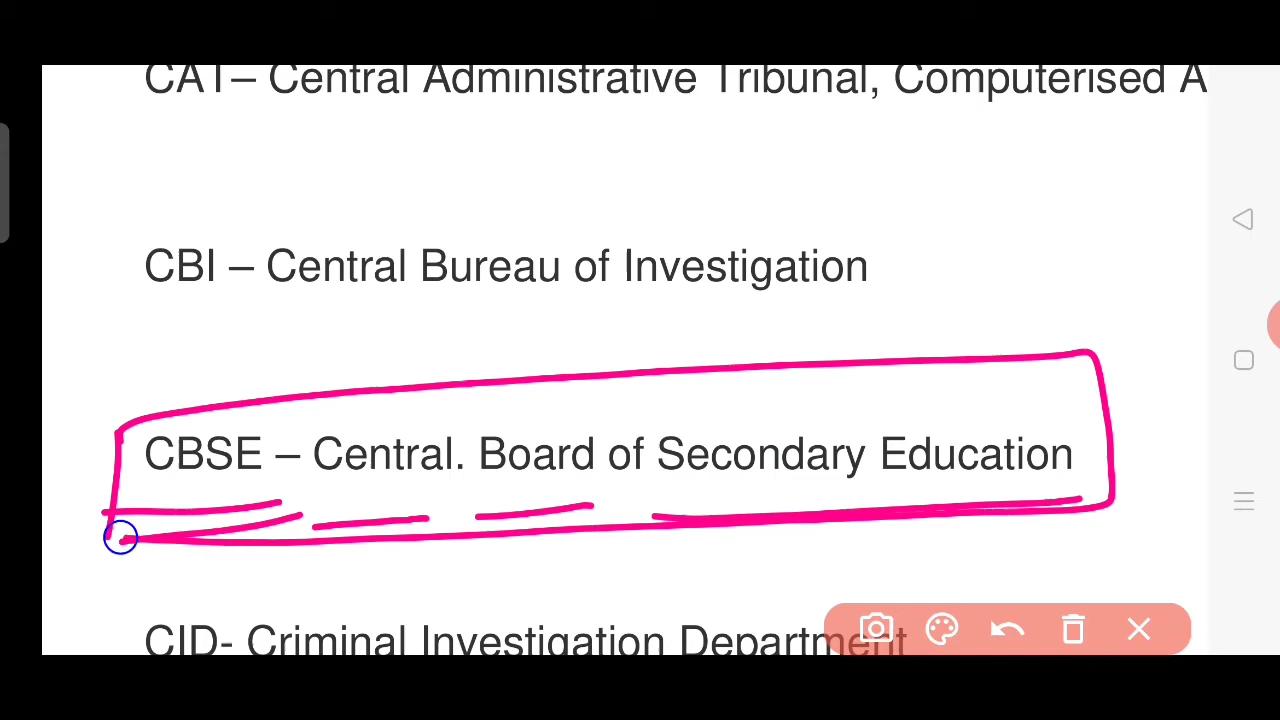 CAT– Central Administrative Tribunal, Computerised A
CBI – Central Bureau of Investigation
CBSE – Central. Board of Secondary Education
CID- Criminal Investigation Department